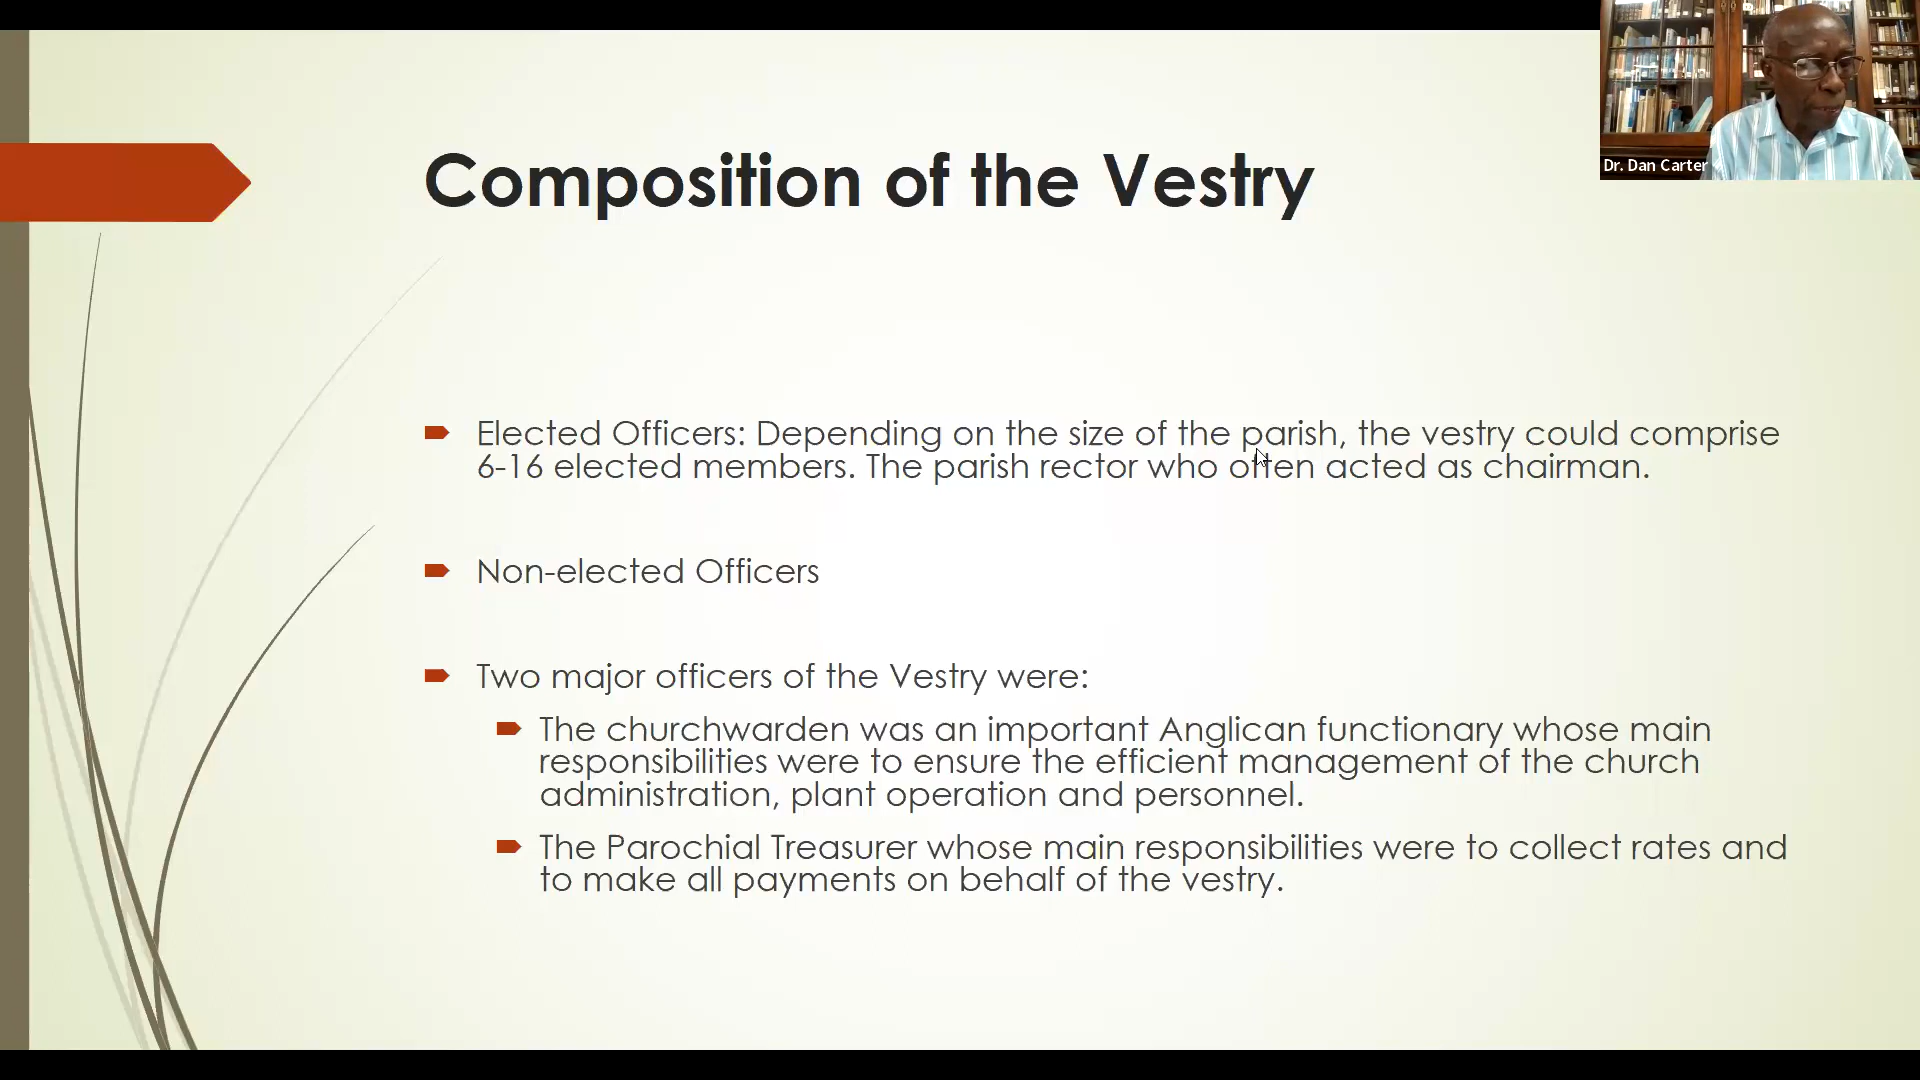 Dr. Dan Carter
Composition of the Vestry
Elected Officers: Depending on the size of the parish, the vestry could comprise
6-16 elected members. The parish rector who often acted as chairman.
Non-elected Officers
Two major officers of the Vestry were:
The churchwarden was an important Anglican functionary whose main
responsibilities were to ensure the efficient management of the church
administration, plant operation and personnel.
The Parochial Treasurer whose main responsibilities were to collect rates and
to make all payments on behalf of the vestry.